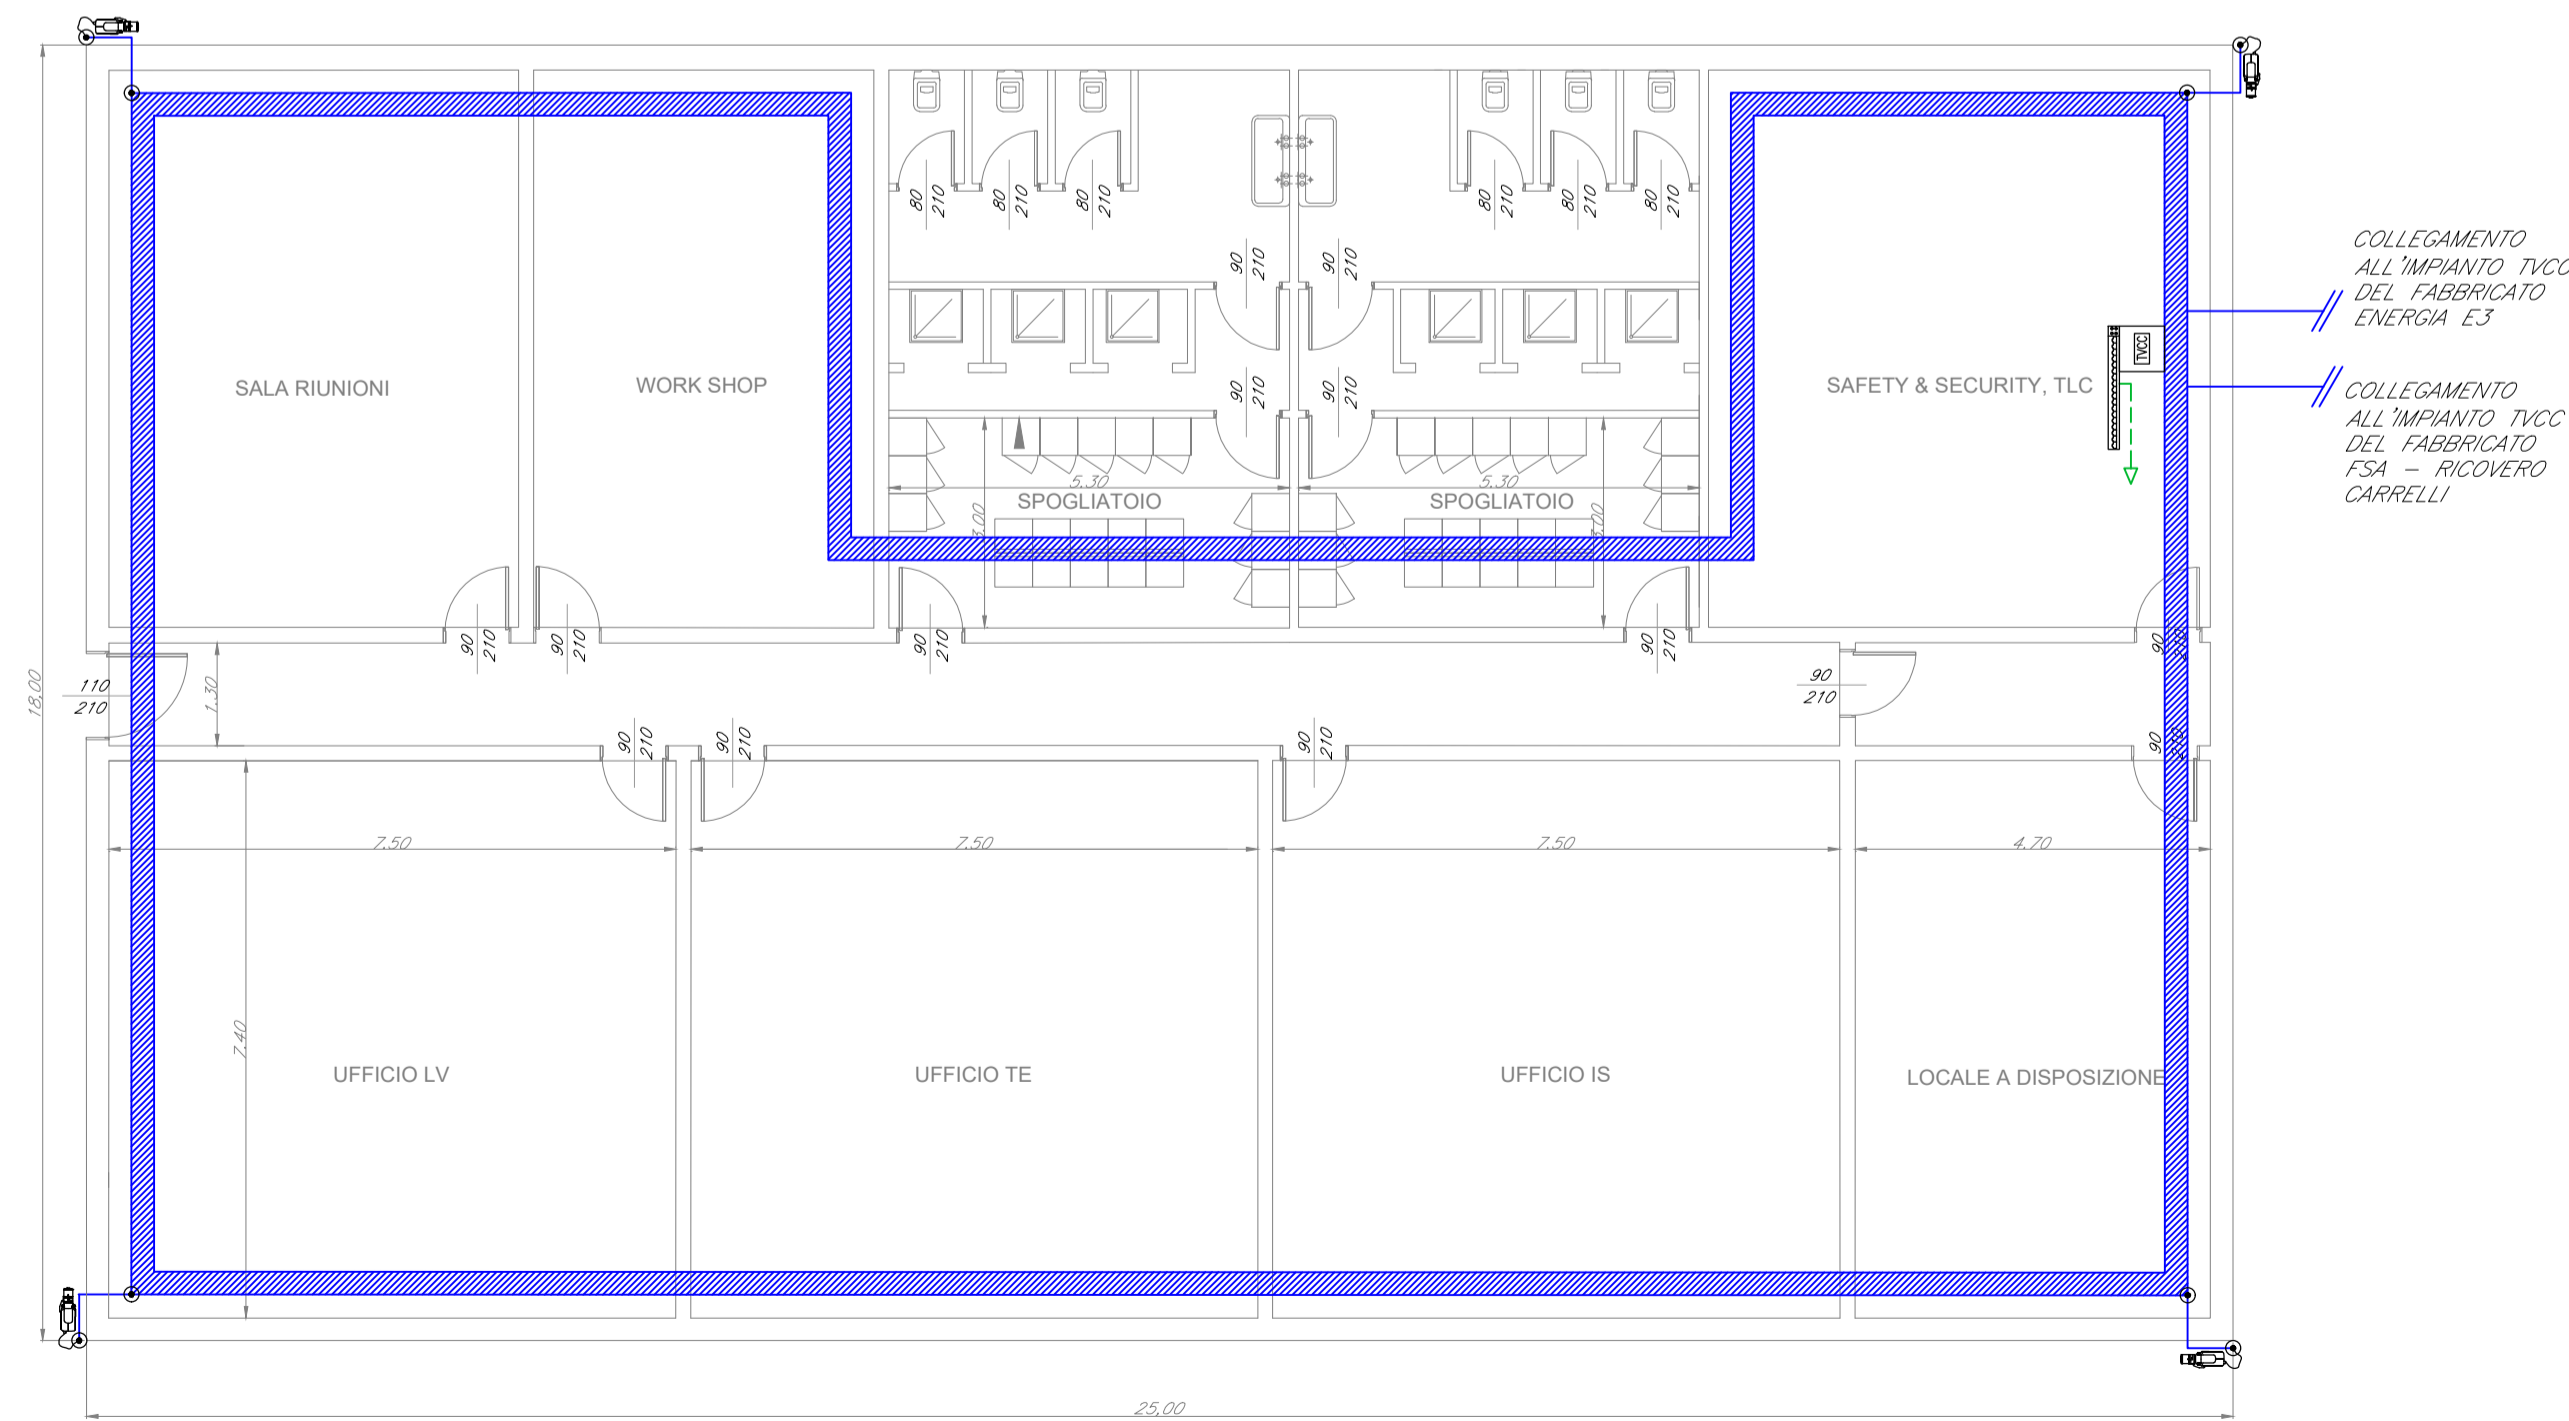 COLLEGAMENTO
ALL'IMPIANTO TVCC
DEL FABBRICATO
ENERGIA E3
COLLEGAMENTO
ALL'IMPIANTO TVCC
DEL FABBRICATO
FSA - RICOVERO
CARRELLI
80
210
80
210
80
210
80
210
80
210
80
210
90
210
90
210
TVCC
SALA RIUNIONI
WORK SHOP
SAFETY & SECURITY, TLC
90
210
90
210
5.30
5.30
SPOGLIATOIO
SPOGLIATOIO
3.00
3.00
90
210
90
210
90
210
90
210
90
210
18,00
110
210
1.30
90
210
90
210
90
210
90
210
90
210
7.50
7.50
7.50
4.70
7.40
UFFICIO LV
UFFICIO TE
UFFICIO IS
LOCALE A DISPOSIZIONE
25,00